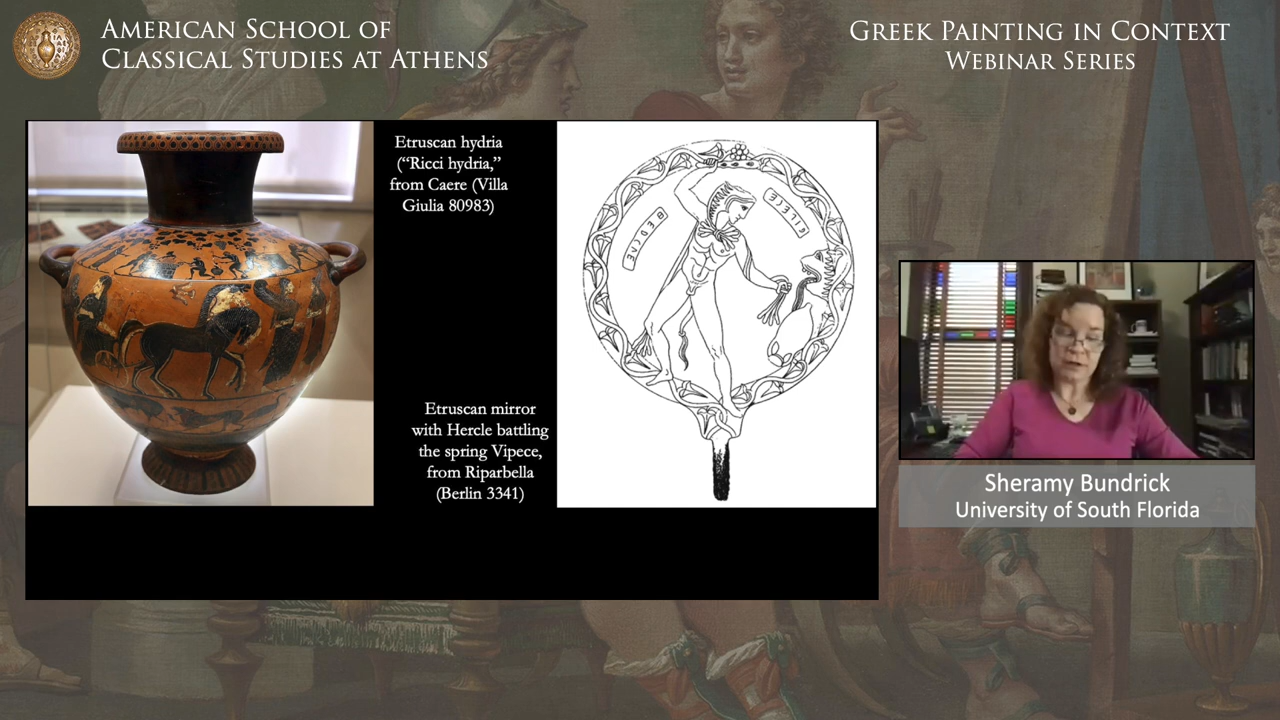 AMERICAN SCHOOL OF
CLASSICAL STUDIES AT ATHENS
GREEK PAINTING IN CONTEXT
WEBINAR SERIES
Etruscan hydria
(“Ricci hydria,”
from Caere (Villa
Giulia 80983)
Etruscan mirror
with Hercle battling
the spring Vipece,
from Riparbella
(Berlin 3341)
Sheramy Bundrick
University of South Florida